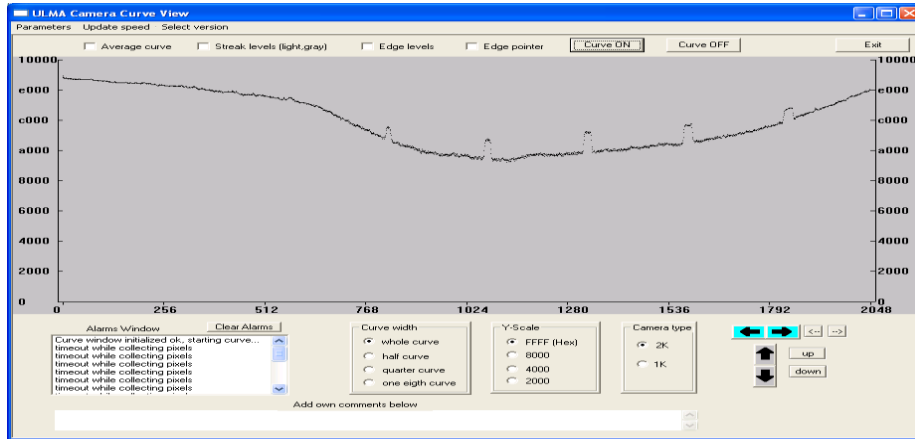 ULMA Camera Curve View
Parameters Update speed Select version
Average curve Streak levels (light,gray) Edge levels Edge pointer Curve ON Curve OFF Exit
10000 10000
e000 e000
c000 c000
a000 a000
8000 8000
6000 6000
4000 4000
2000 2000
0 0
0 256 512 768 1024 1280 1536 1792 2048
Alarms Window Clear Alarms
Curve window initialized ok, starting curve...
timeout while collecting pixels
timeout while collecting pixels
timeout while collecting pixels
timeout while collecting pixels
timeout while collecting pixels
timeout while collecting pixels
Curve width
whole curve
half curve
quarter curve
one eigth curve
Y-Scale
FFFF (Hex)
8000
4000
2000
Camera type
2K
1K
<-- -->
up
down
Add own comments below